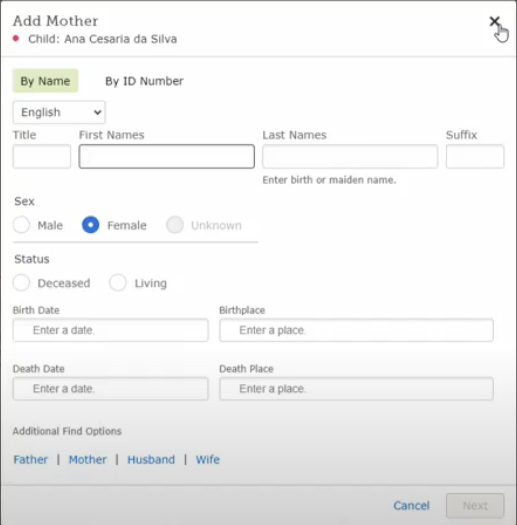 Add Mother
Child: Ana Cesaria da Silva
By Name By ID Number
English
Title First Names Last Names Suffix
Enter birth or maiden name.
Sex
Male Female Unknown
Status
Deceased Living
Birth Date Birthplace
Enter a date. Enter a place.
Death Date Death Place
Enter a date. Enter a place.
Additional Find Options
Father | Mother | Husband | Wife
Cancel Next